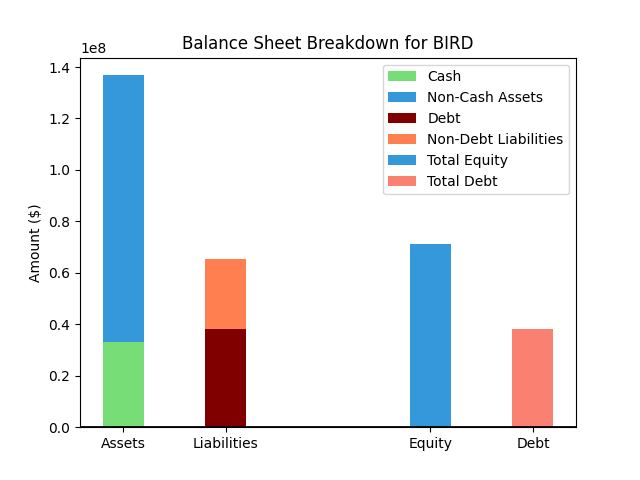 Balance Sheet Breakdown for BIRD
1e8
1.4
1.2
1.0
0.8
0.6
0.4
0.2
0.0
Amount ($)
Cash
Non-Cash Assets
Debt
Non-Debt Liabilities
Total Equity
Total Debt
Assets
Liabilities
Equity
Debt